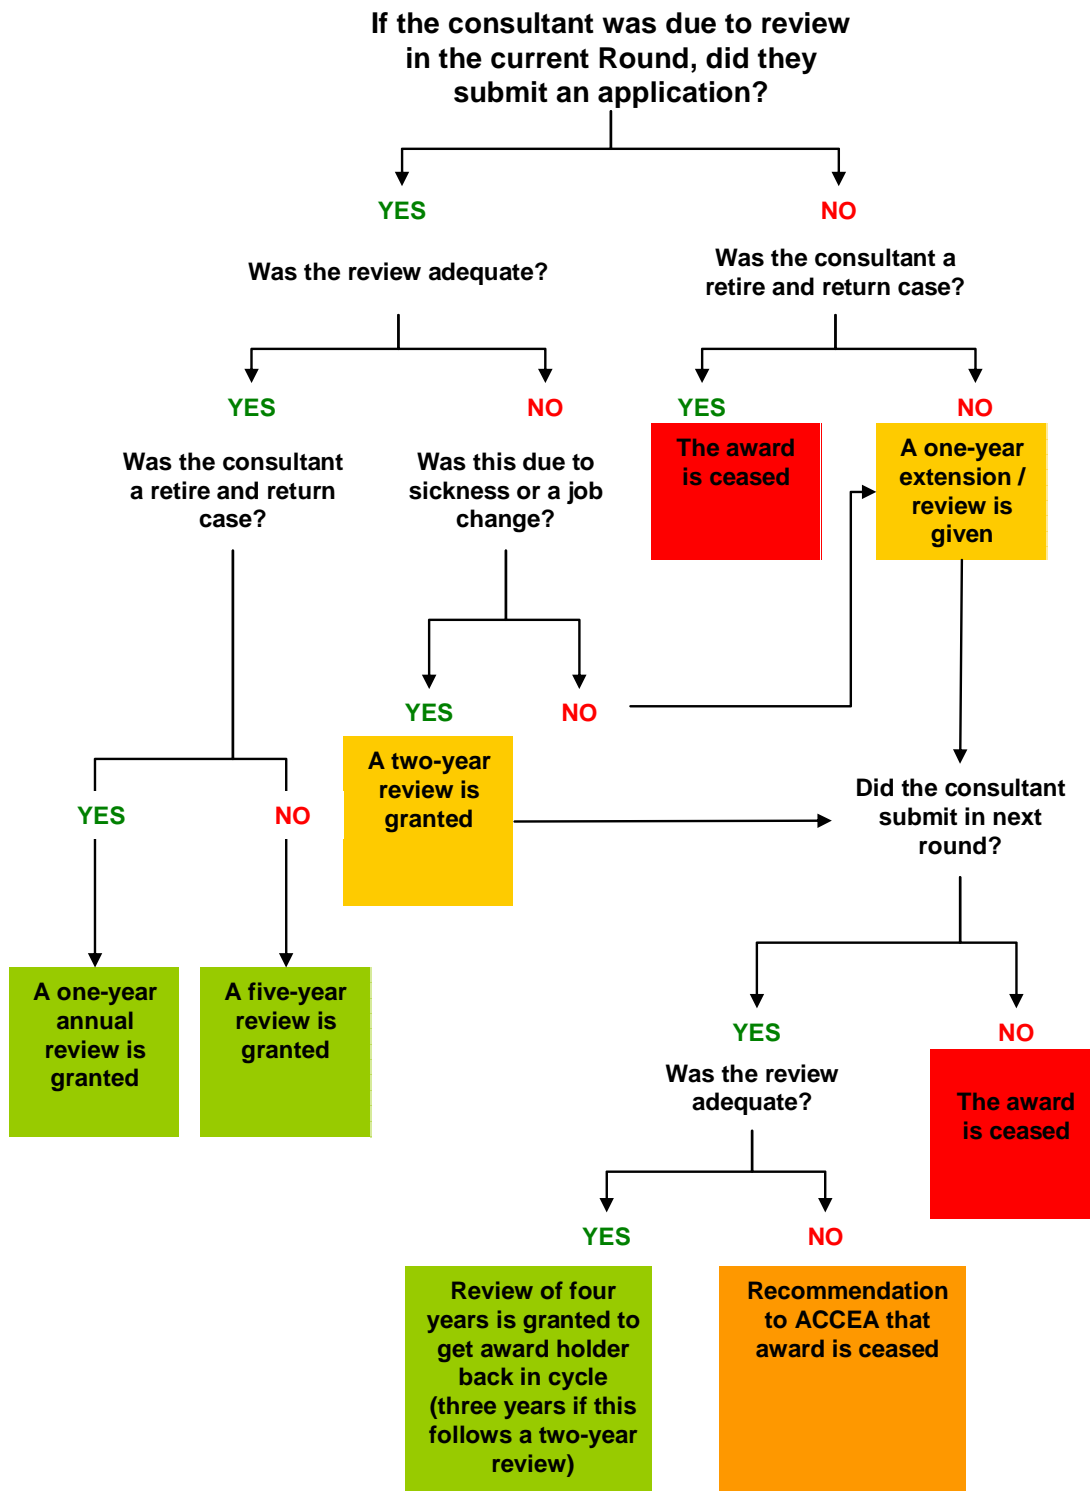 If the consultant was due to review
in the current Round, did they
submit an application?
YES
NO
Was the review adequate?
Was the consultant a
retire and return case?
YES
NO
YES
NO
Was the consultant
a retire and return
case?
Was this due to
sickness or a job
change?
The award
is ceased
A one-year
extension /
review is
given
YES
NO
YES
NO
A two-year
review is
granted
Did the consultant
submit in next
round?
A one-year
annual
review is
granted
A five-year
review is
granted
YES
NO
Was the review
adequate?
The award
is ceased
YES
NO
Review of four
years is granted to
get award holder
back in cycle
(three years if this
follows a two-year
review)
Recommendation
to ACCEA that
award is ceased